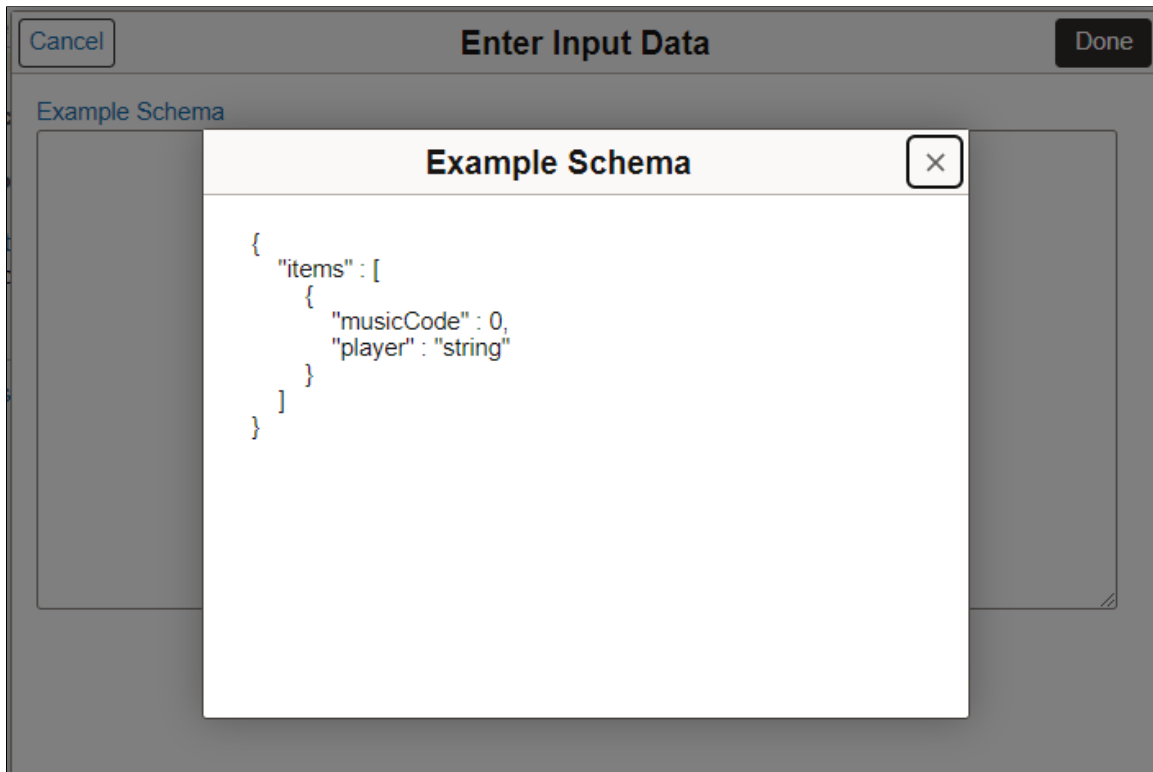 Cancel
Enter Input Data
Done
Example Schema
Example Schema
{
"items" : [
{
"musicCode" : 0,
"player" : "string"
}
]
}